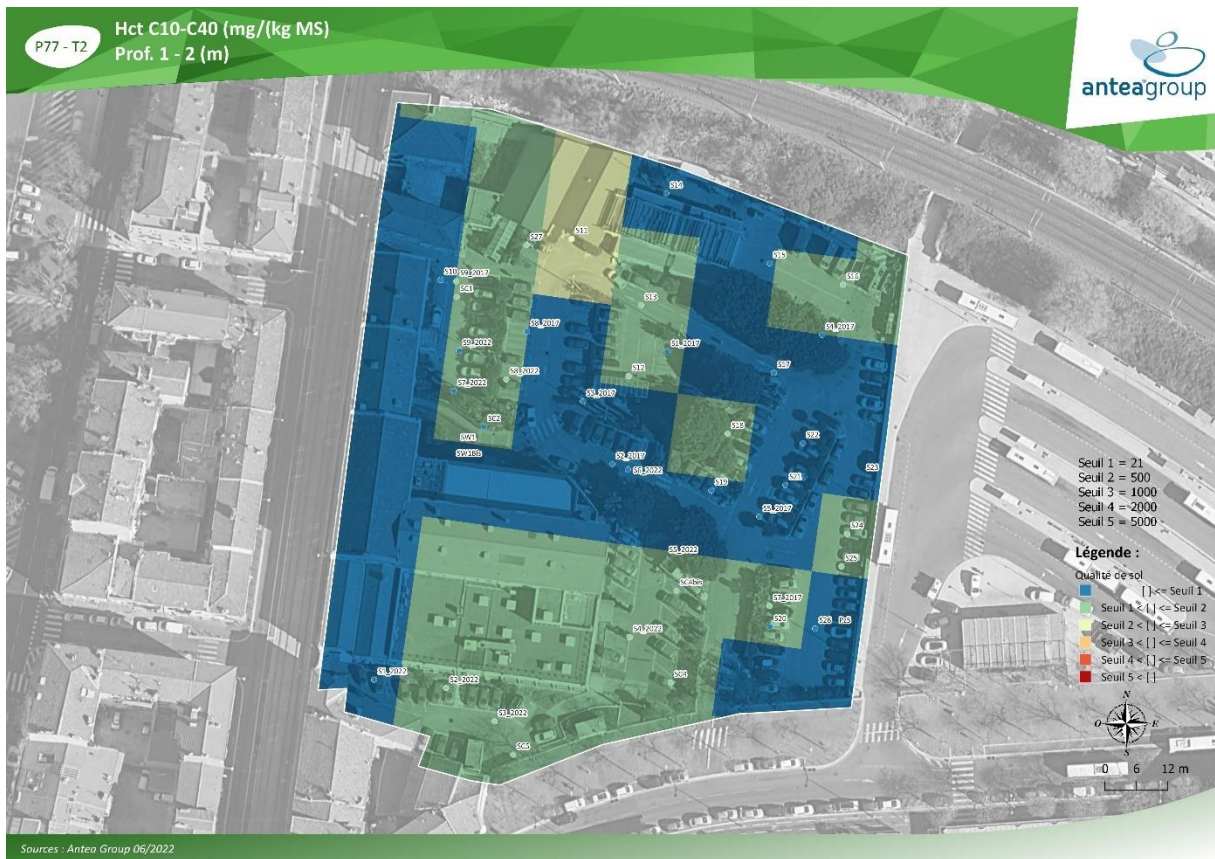 P77 - T2
Hct C10-C40 (mg/(kg MS)
Prof. 1 - 2 (m)
anteagroup
S14
S27
S11
S15
S16
S10
S9_2017
SC1
S13
S8_2017
S4_2017
S9_2022
S1_2017
S8_2022
S12
S17
S7_2022
S3_2017
SC2
SW1
SW1Bis
S18
S22
S2_2017
S6_2022
S23
S19
S21
S5_2017
S24
S5_2022
S25
SC4bis
S7_2017
S20
S26
S4_2022
S1_2022
S2_2022
SC4
S3_2022
Seuil 1 = 21
Seuil 2 = 500
Seuil 3 = 1000
Seuil 4 = 2000
Seuil 5 = 5000
Légende :
Qualité de sol
[ ] <= Seuil 1
Seuil 1 < [ ] <= Seuil 2
Seuil 2 < [ ] <= Seuil 3
Seuil 3 < [ ] <= Seuil 4
Seuil 4 < [ ] <= Seuil 5
Seuil 5 < [ ]
N
O
E
S
0 6 12 m
Sources : Antea Group 06/2022